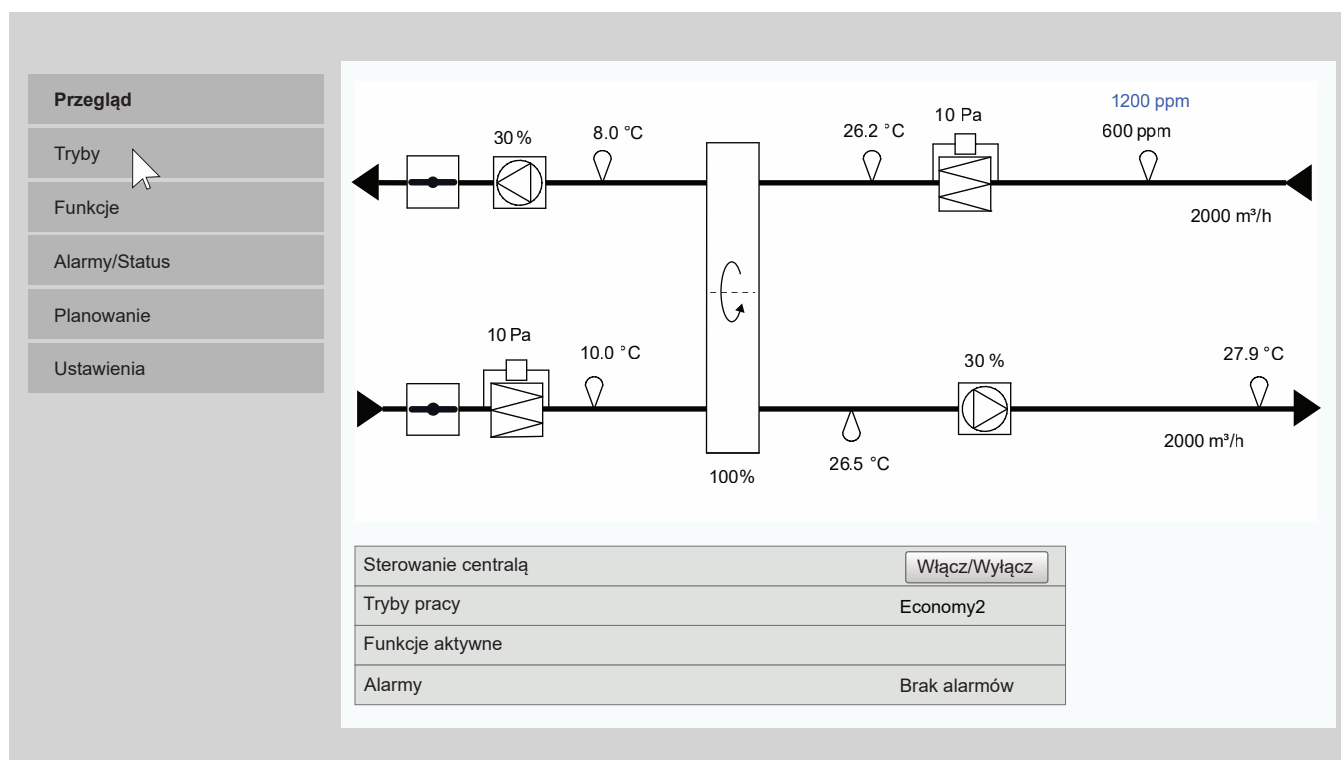 Przegląd
Tryby
Funkcje
Alarmy/Status
Planowanie
Ustawienia
1200 ppm
30 %
8.0 °C
26.2 °C
10 Pa
600 ppm
2000 m³/h
10 Pa
10.0 °C
30 %
27.9 °C
2000 m³/h
26.5 °C
100%
Sterowanie centralą
Włącz/Wyłącz
Tryby pracy
Economy2
Funkcje aktywne
Alarmy
Brak alarmów